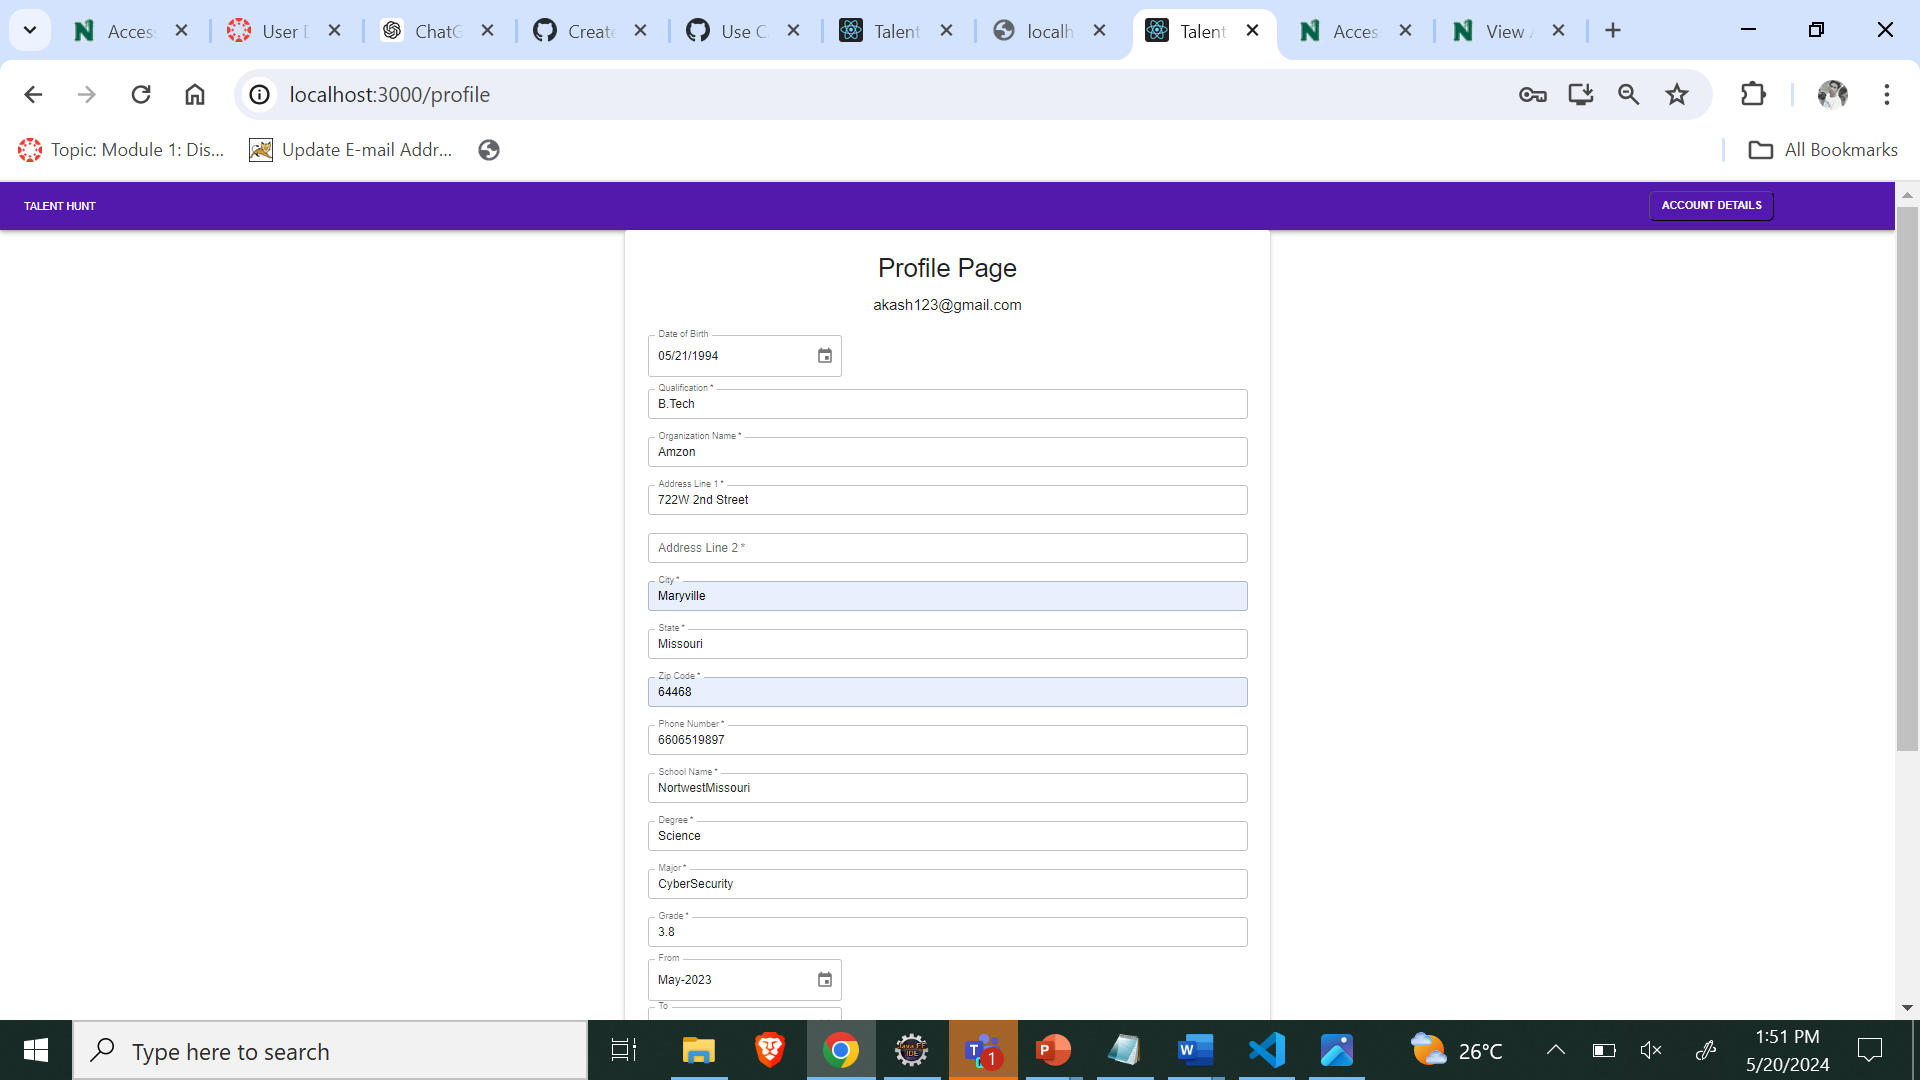 Acces
User D
ChatG
Create
Use C
Talent
localh
Talent
Acces
View A
localhost:3000/profile
Topic: Module 1: Dis...
Update E-mail Addr...
All Bookmarks
TALENT HUNT
ACCOUNT DETAILS
Profile Page
akash123@gmail.com
Date of Birth
05/21/1994
Qualification *
B.Tech
Organization Name *
Amzon
Address Line 1 *
722W 2nd Street
Address Line 2 *
City *
Maryville
State *
Missouri
Zip Code *
64468
Phone Number *
6606519897
School Name *
NortwestMissouri
Degree *
Science
Major *
CyberSecurity
Grade *
3.8
From
May-2023
To
Type here to search
1
26°C
1:51 PM
5/20/2024